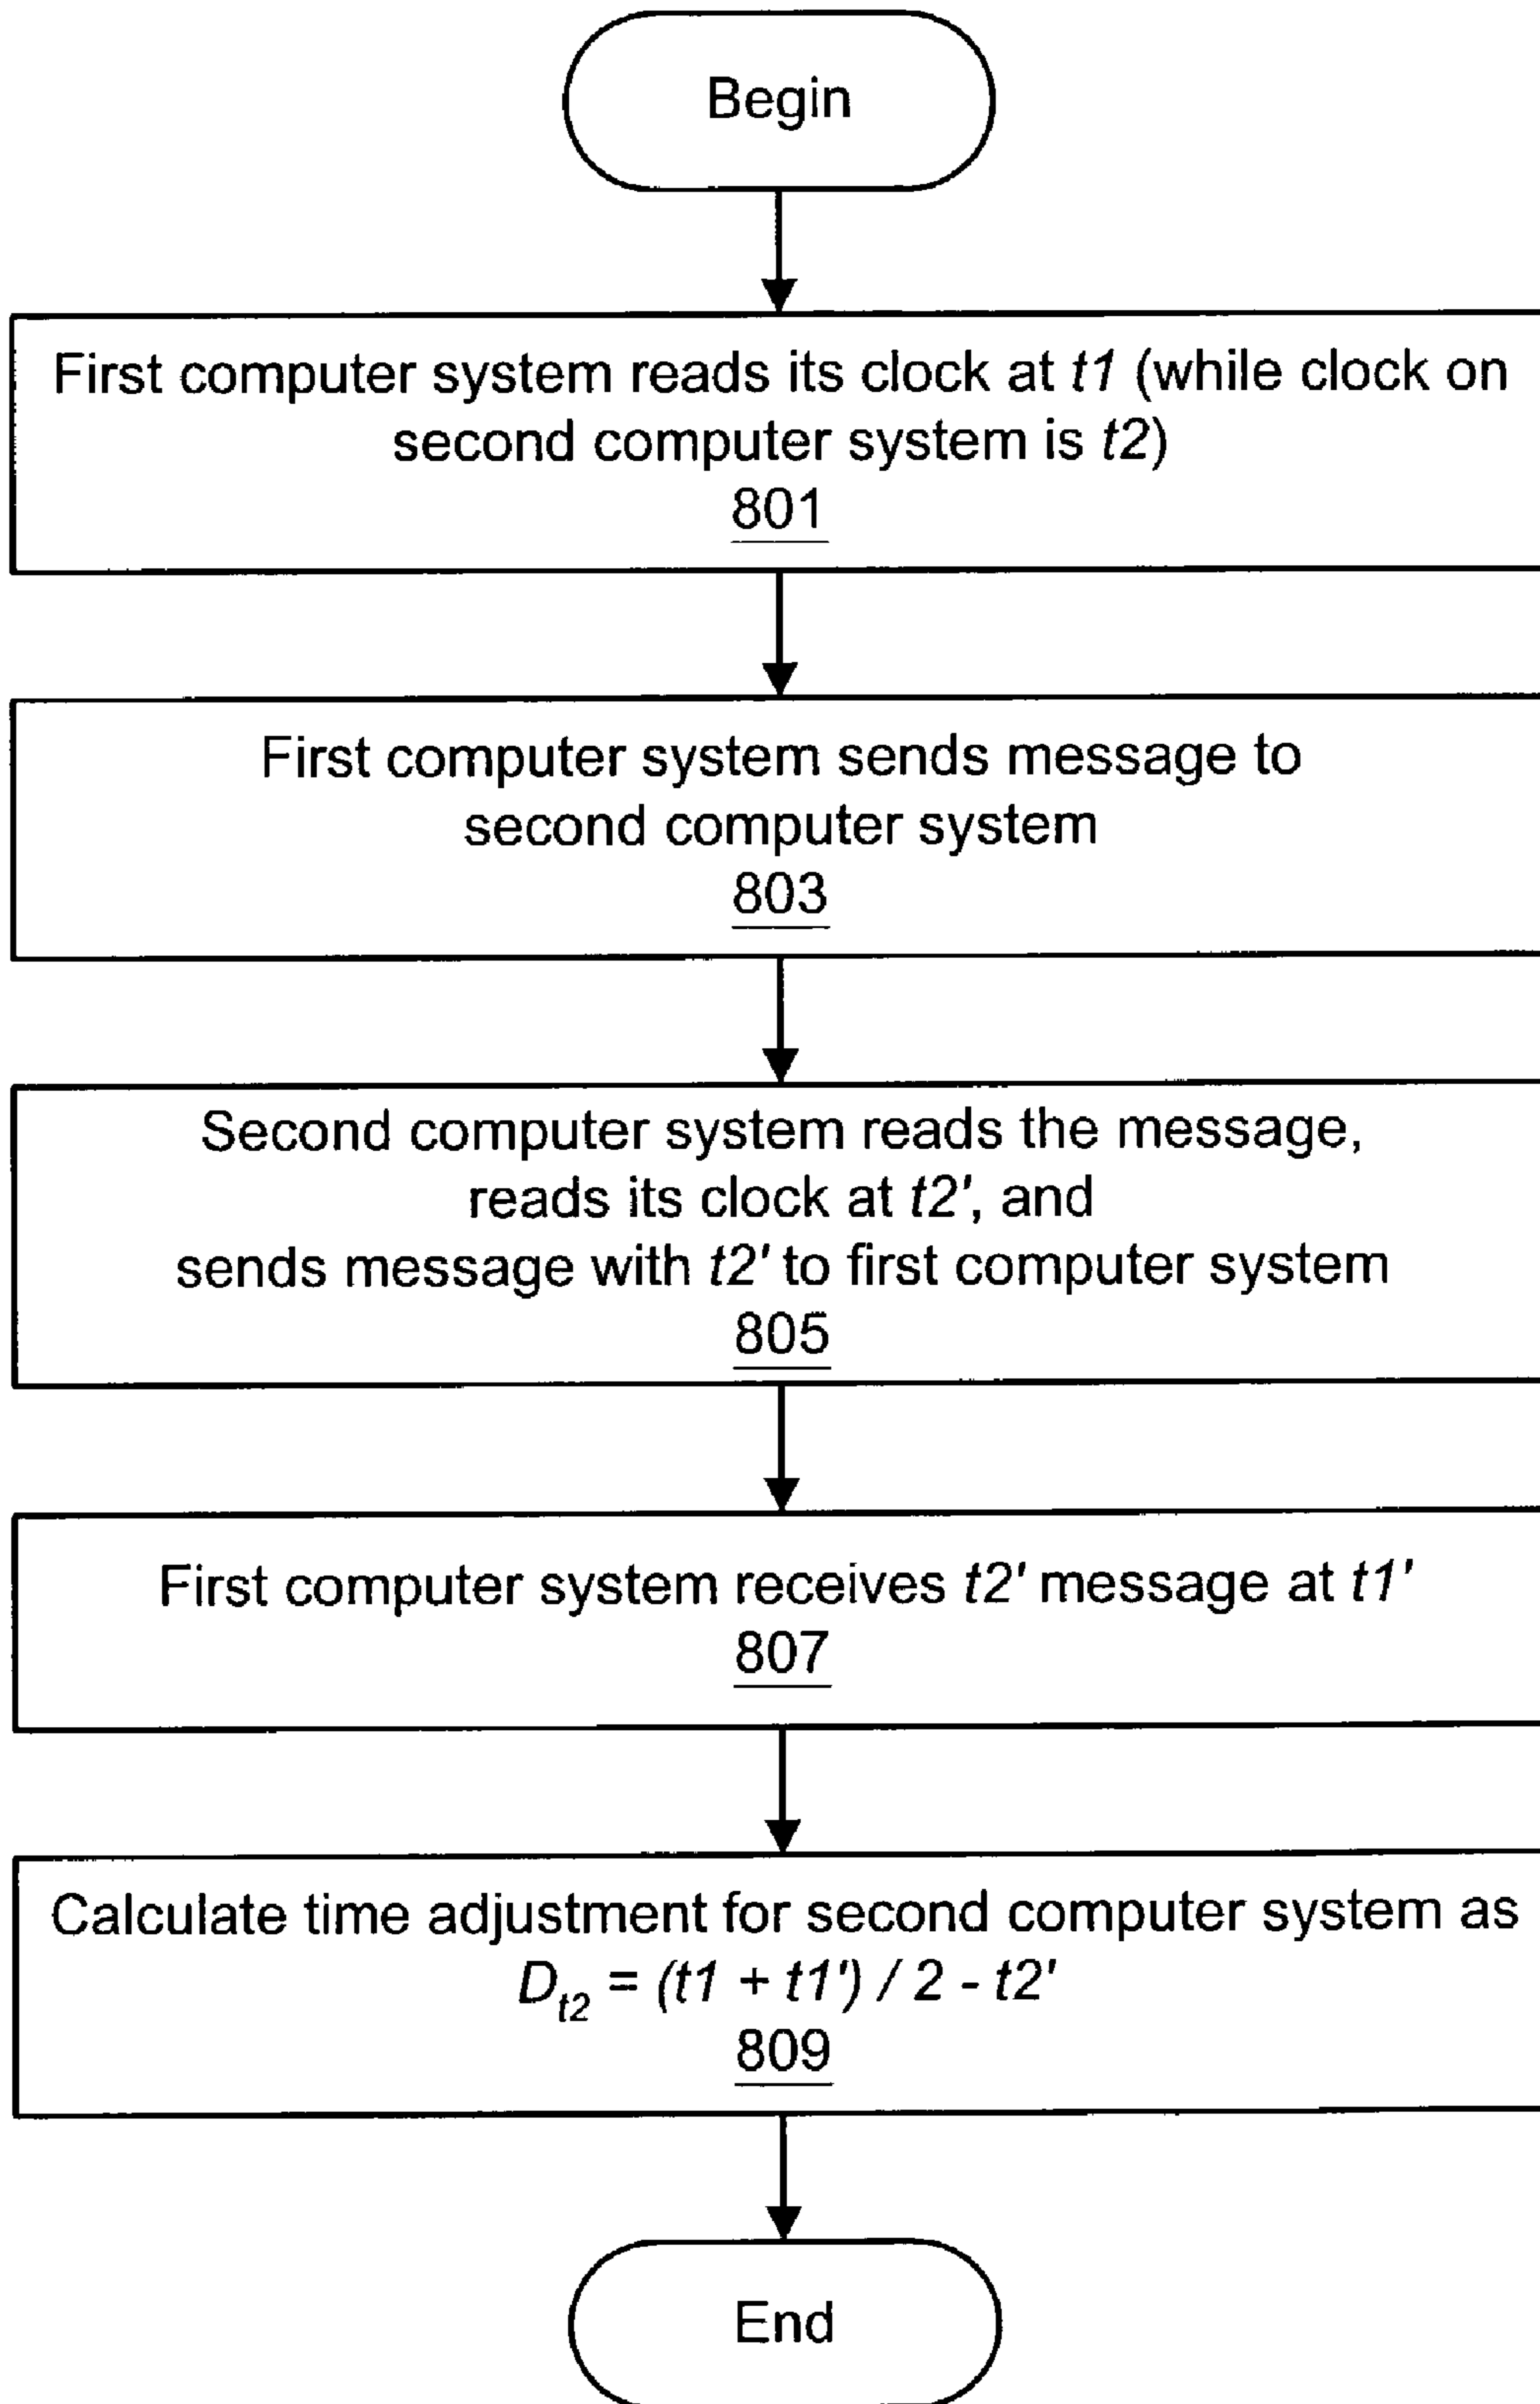 Begin
First computer system reads its clock at t1 (while clock on
second computer system is t2)
801
First computer system sends message to
second computer system
803
Second computer system reads the message,
reads its clock at t2', and
sends message with t2' to first computer system
805
First computer system receives t2' message at t1'
807
Calculate time adjustment for second computer system as
Dt2 = (t1 + t1') / 2 - t2'
809
End